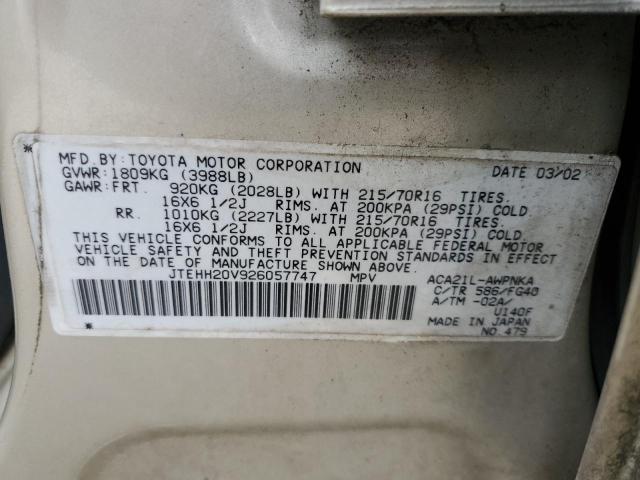 MFD. BY: TOYOTA MOTOR CORPORATION DATE 03/02
GVWR: 1809KG (3988LB)
GAWR: FRT. 920KG (2028LB) WITH 215/70R16 TIRES.
16X6 1/2J RIMS. AT 200KPA (29PSI) COLD
RR. 1010KG (2227LB) WITH 215/70R16 TIRES.
16X6 1/2J RIMS. AT 200KPA (29PSI) COLD.
THIS VEHICLE CONFORMS TO ALL APPLICABLE FEDERAL MOTOR
VEHICLE SAFETY AND THEFT PREVENTION STANDARDS IN EFFECT
ON THE DATE OF MANUFACTURE SHOWN ABOVE.
JTEHH20V926057747 MPV ACA21L-AWPNKA
C/TR 586/FG40
A/TM -02A/
U140F
MADE IN JAPAN
NO.479